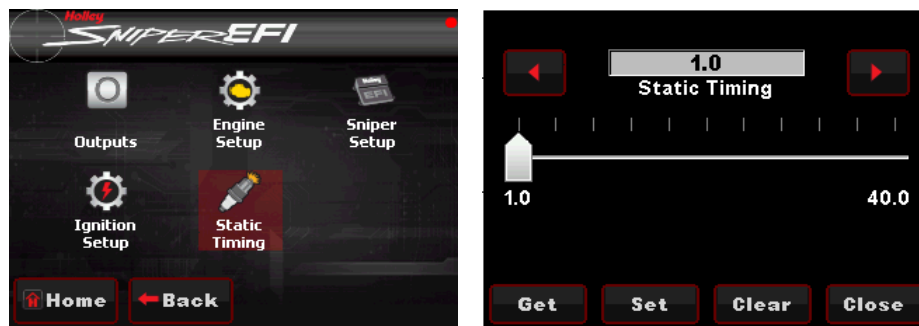 Holley
SNIPER EFI
Outputs
Engine
Setup
Holley
EFI
Sniper
Setup
Ignition
Setup
Static
Timing
H Home
Back
1.0
Static Timing
1.0 40.0
Get Set Clear Close